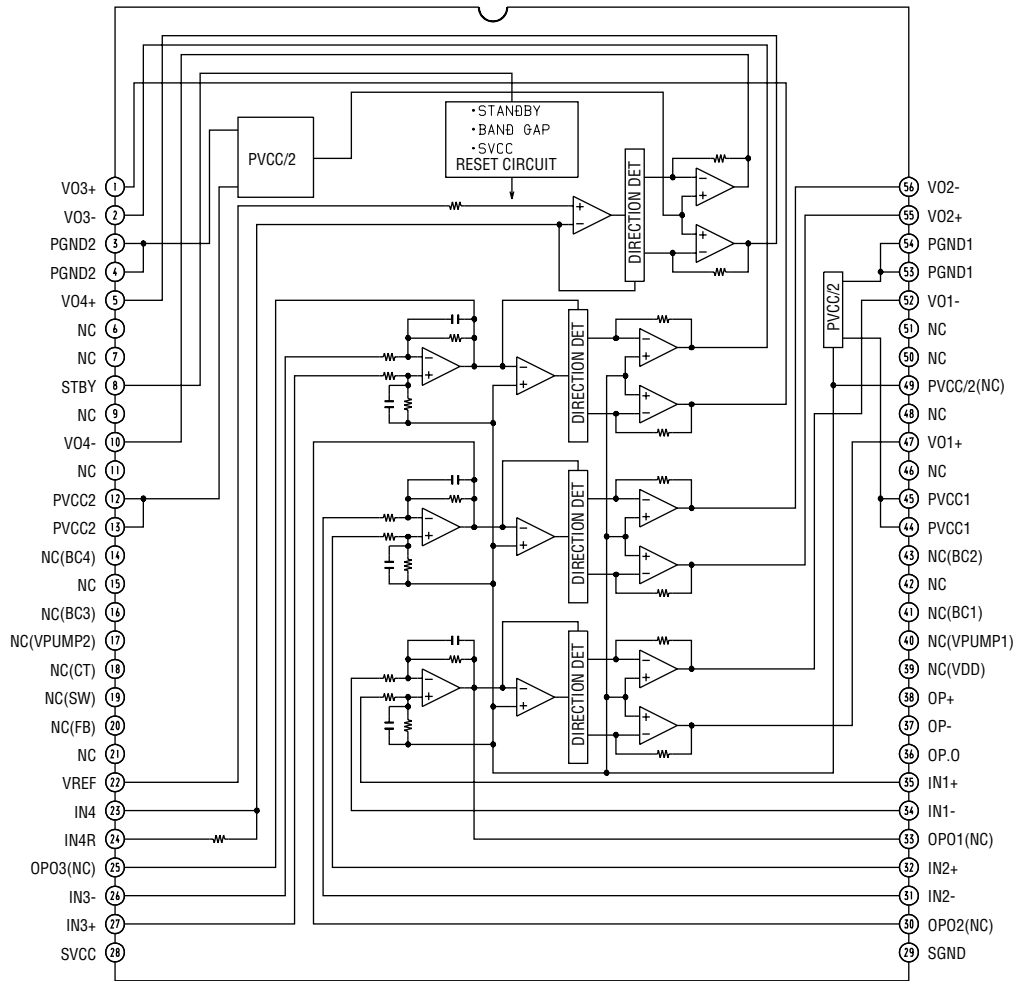 •STANDBY
•BAND GAP
•SVCC
RESET CIRCUIT
PVCC/2
DIRECTION DET
DIRECTION DET
DIRECTION DET
DIRECTION DET
PVCC/2
VO3+ 1
VO3- 2
PGND2 3
PGND2 4
VO4+ 5
NC 6
NC 7
STBY 8
NC 9
VO4- 10
NC 11
PVCC2 12
PVCC2 13
NC(BC4) 14
NC 15
NC(BC3) 16
NC(VPUMP2) 17
NC(CT) 18
NC(SW) 19
NC(FB) 20
NC 21
VREF 22
IN4 23
IN4R 24
OPO3(NC) 25
IN3- 26
IN3+ 27
SVCC 28
56 VO2-
55 VO2+
54 PGND1
53 PGND1
52 VO1-
51 NC
50 NC
49 PVCC/2(NC)
48 NC
47 VO1+
46 NC
45 PVCC1
44 PVCC1
43 NC(BC2)
42 NC
41 NC(BC1)
40 NC(VPUMP1)
39 NC(VDD)
38 OP+
37 OP-
36 OP.O
35 IN1+
34 IN1-
33 OPO1(NC)
32 IN2+
31 IN2-
30 OPO2(NC)
29 SGND